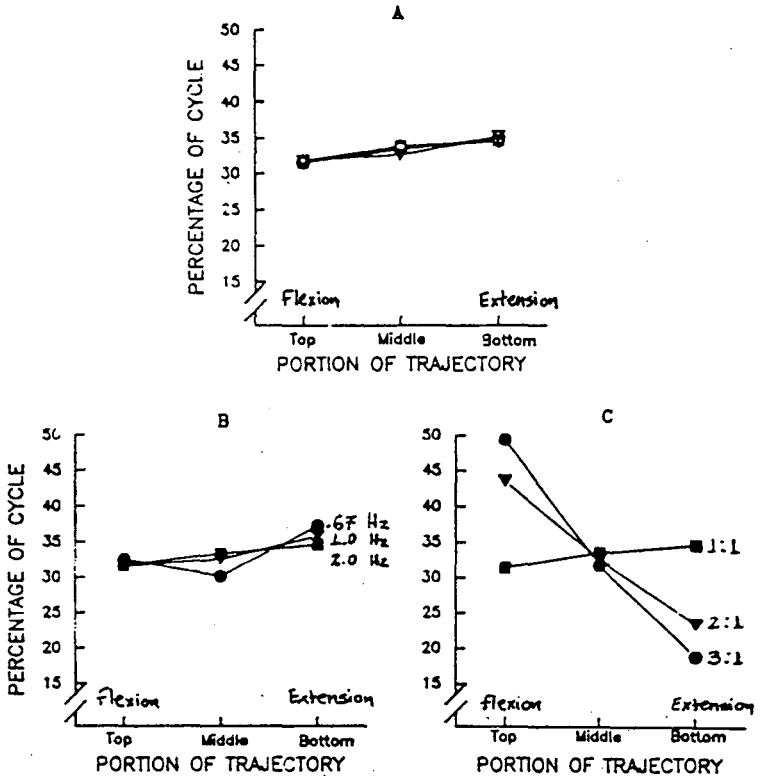 A
PERCENTAGE OF CYCLE
50
45
40
35
30
25
20
15
Flexion Extension
Top Middle Bottom
PORTION OF TRAJECTORY
B
PERCENTAGE OF CYCLE
50
45
40
35
30
25
20
15
.67 Hz
1.0 Hz
2.0 Hz
Flexion Extension
Top Middle Bottom
PORTION OF TRAJECTORY
C
50
45
40
35
30
25
20
15
1:1
2:1
3:1
flexion Extension
Top Middle Bottom
PORTION OF TRAJECTORY